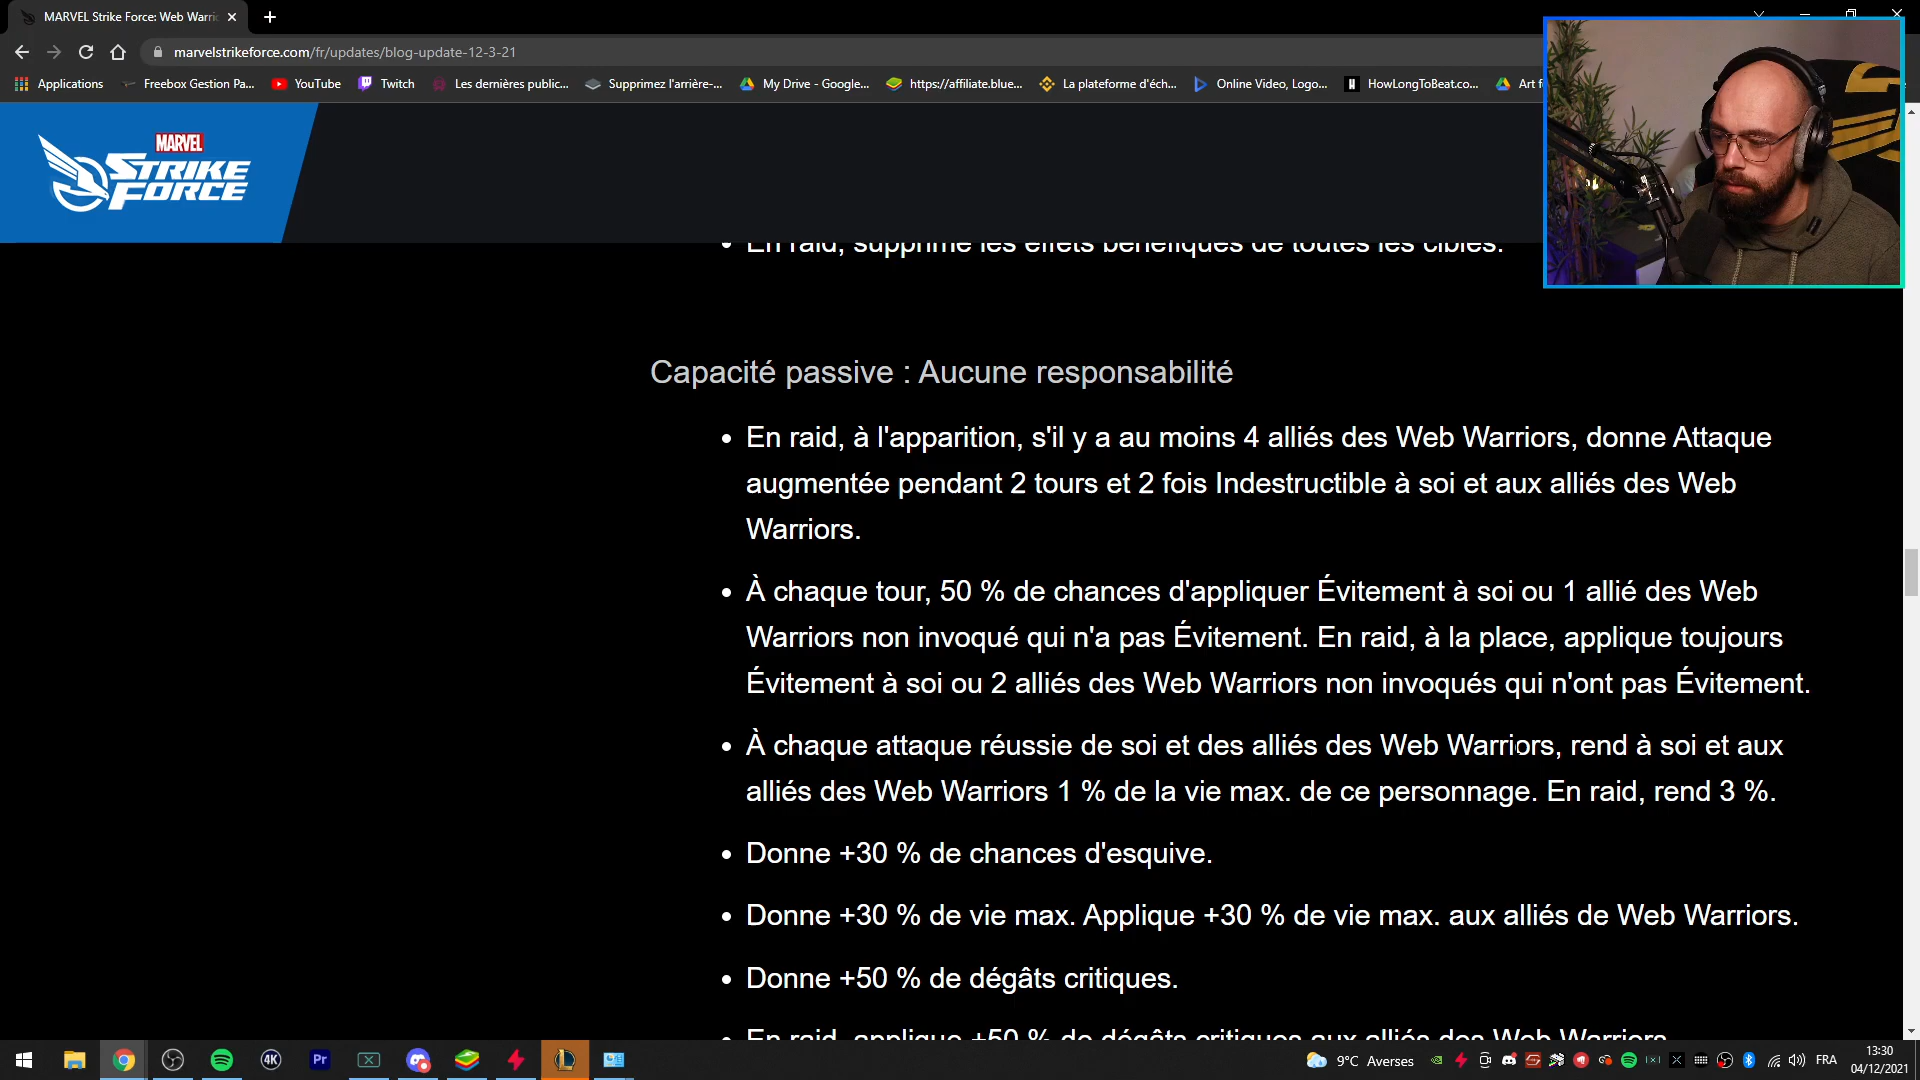 MARVEL Strike Force: Web Warri
marvelstrikeforce.com/fr/updates/blog-update-12-3-21
Applications
Freebox Gestion Pa...
YouTube
Twitch
Les dernières public...
Supprimez l'arrière-...
My Drive - Google...
https://affiliate.blue...
La plateforme d'éch...
Online Video, Logo...
HowLongToBeat.co...
Art f
MARVEL
STRIKE
FORCE
• En raid, supprime les effets bénéfiques de toutes les cibles.
Capacité passive : Aucune responsabilité
• En raid, à l'apparition, s'il y a au moins 4 alliés des Web Warriors, donne Attaque
augmentée pendant 2 tours et 2 fois Indestructible à soi et aux alliés des Web
Warriors.
• À chaque tour, 50 % de chances d'appliquer Évitement à soi ou 1 allié des Web
Warriors non invoqué qui n'a pas Évitement. En raid, à la place, applique toujours
Évitement à soi ou 2 alliés des Web Warriors non invoqués qui n'ont pas Évitement.
• À chaque attaque réussie de soi et des alliés des Web Warriors, rend à soi et aux
alliés des Web Warriors 1 % de la vie max. de ce personnage. En raid, rend 3 %.
• Donne +30 % de chances d'esquive.
• Donne +30 % de vie max. Applique +30 % de vie max. aux alliés de Web Warriors.
• Donne +50 % de dégâts critiques.
• En raid, applique +50 % de dégâts critiques aux alliés des Web Warriors.
4K
Pr
9°C Averses
FRA
13:30
04/12/2021